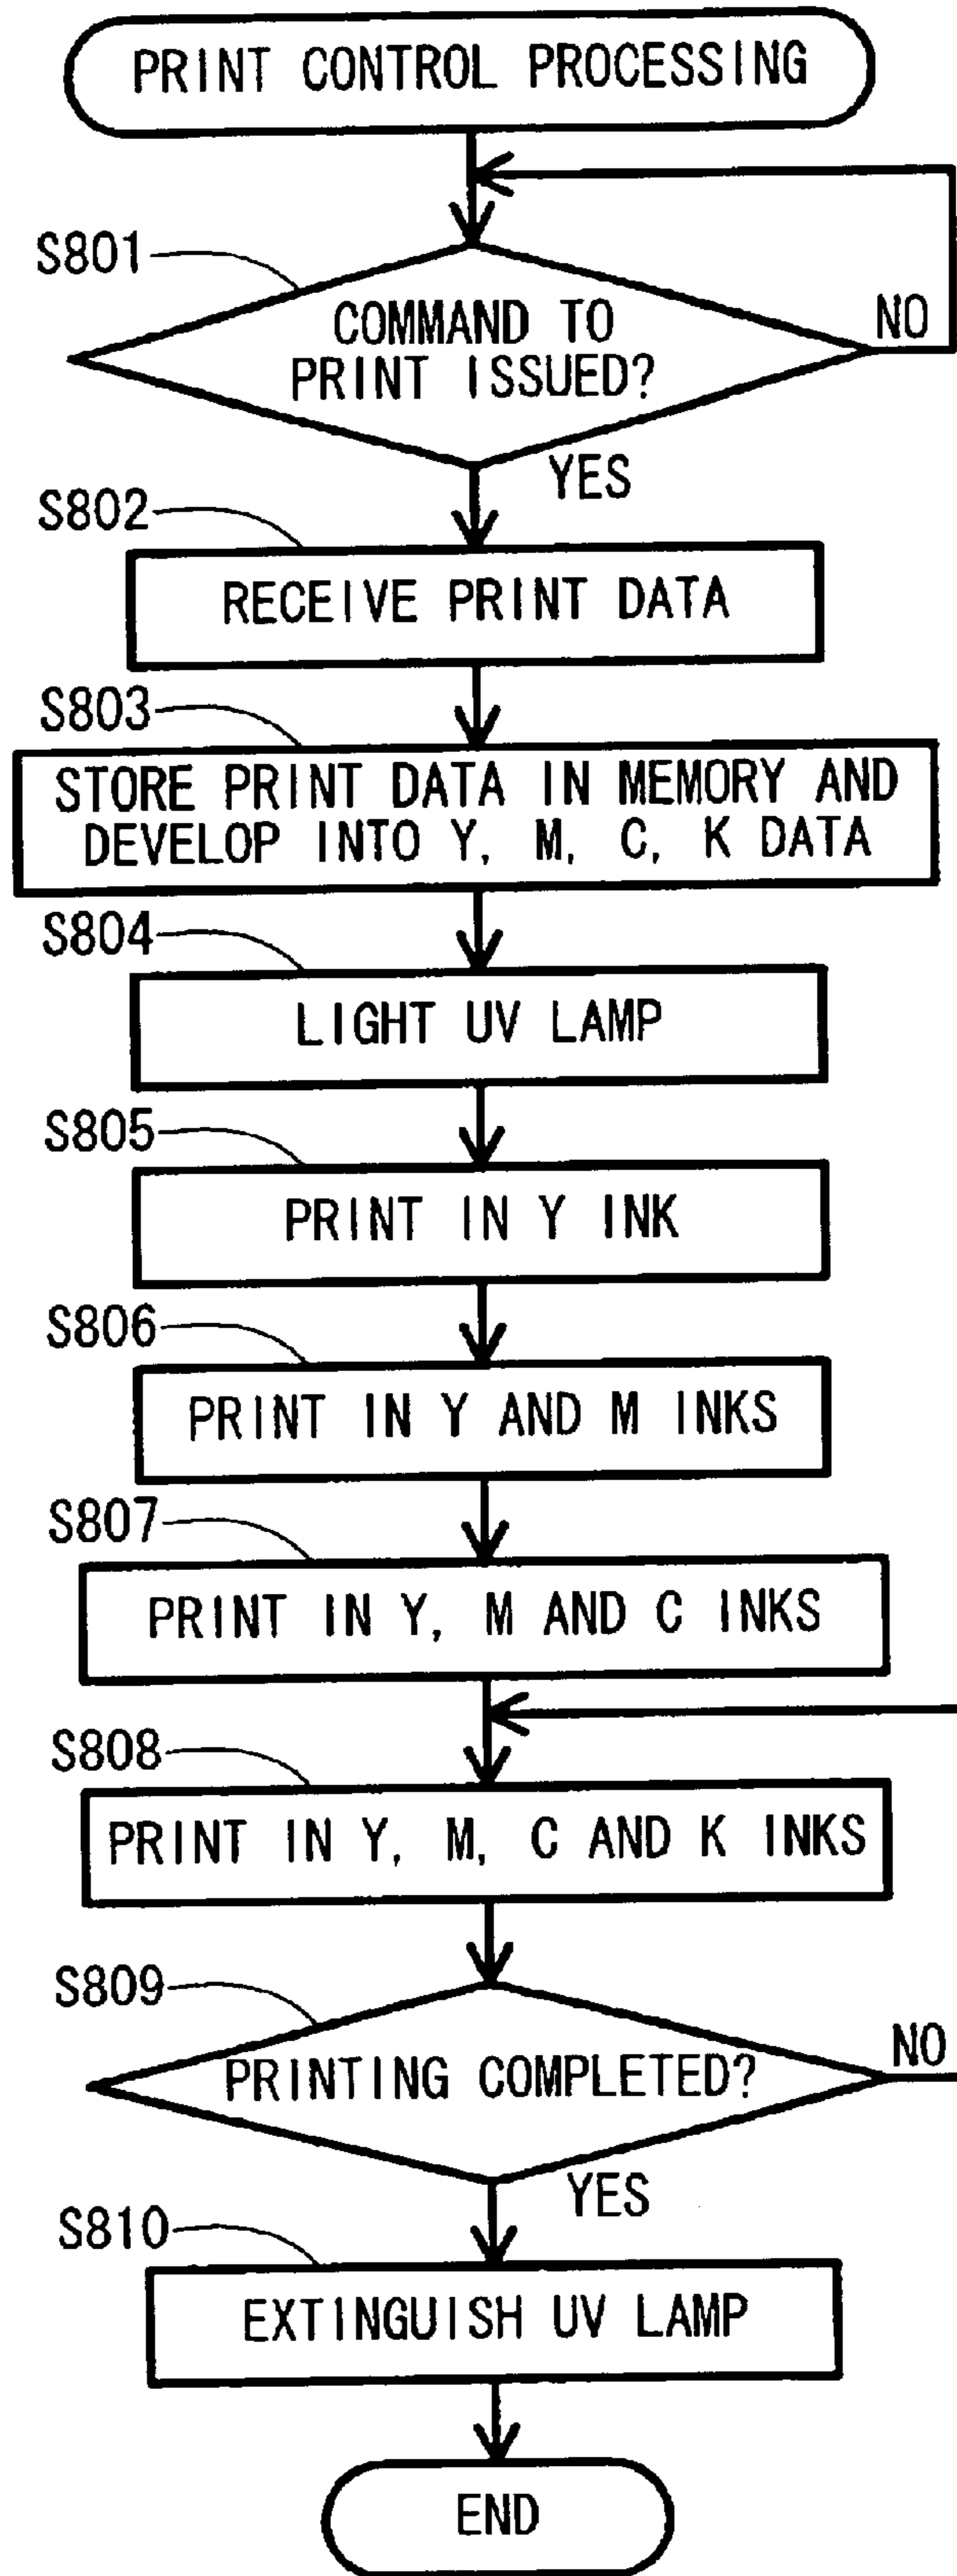 PRINT CONTROL PROCESSING
S801
COMMAND TO
PRINT ISSUED?
NO
YES
S802
RECEIVE PRINT DATA
S803
STORE PRINT DATA IN MEMORY AND
DEVELOP INTO Y, M, C, K DATA
S804
LIGHT UV LAMP
S805
PRINT IN Y INK
S806
PRINT IN Y AND M INKS
S807
PRINT IN Y, M AND C INKS
S808
PRINT IN Y, M, C AND K INKS
S809
PRINTING COMPLETED?
NO
YES
S810
EXTINGUISH UV LAMP
END